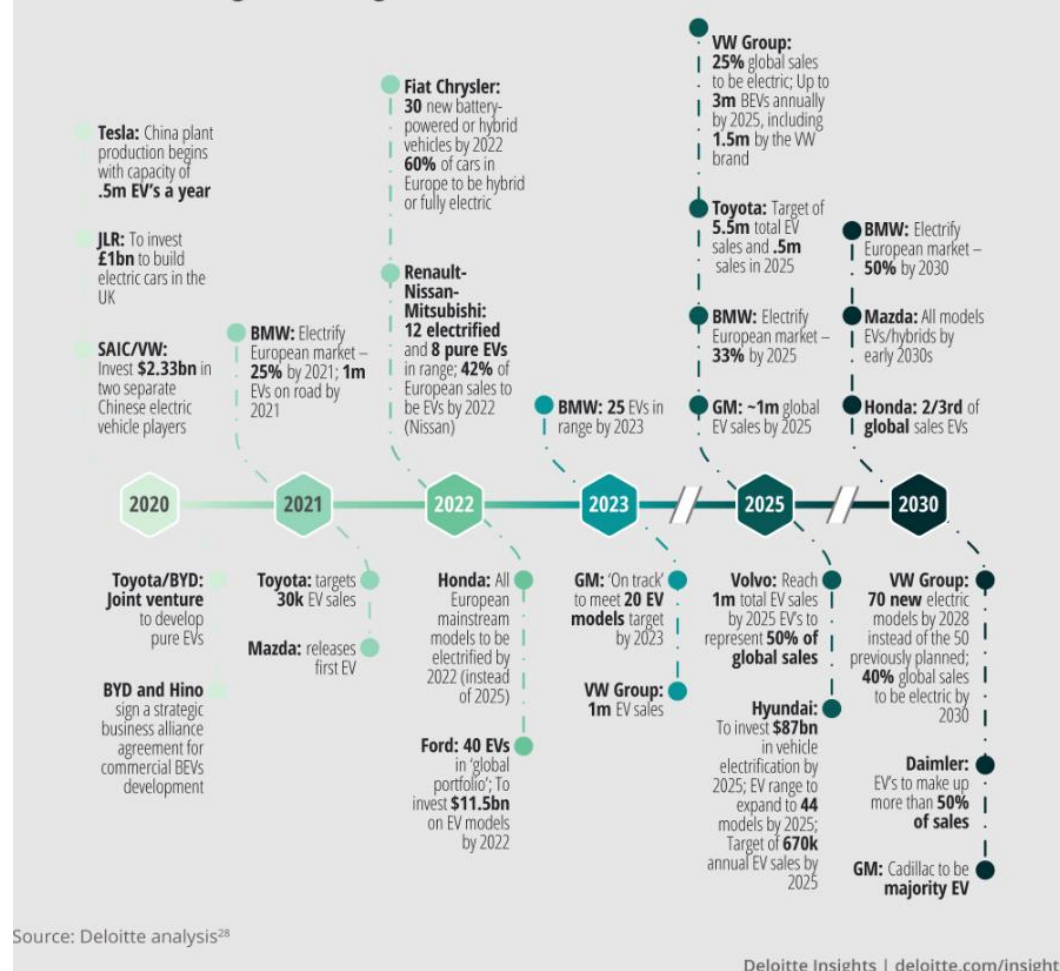 Tesla: China plant
production begins
with capacity of
.5m EV's a year
JLR: To invest
£1bn to build
electric cars in the
UK
SAIC/VW:
Invest $2.33bn in
two separate
Chinese electric
vehicle players
BMW: Electrify
European market –
25% by 2021; 1m
EVs on road by
2021
Fiat Chrysler:
30 new battery-
powered or hybrid
vehicles by 2022
60% of cars in
Europe to be hybrid
or fully electric
Renault-
Nissan-
Mitsubishi:
12 electrified
and 8 pure EVs
in range; 42% of
European sales to
be EVs by 2022
(Nissan)
BMW: 25 EVs in
range by 2023
VW Group:
25% global sales
to be electric; Up to
3m BEVs annually
by 2025, including
1.5m by the VW
brand
Toyota: Target of
5.5m total EV
sales and .5m
sales in 2025
BMW: Electrify
European market –
33% by 2025
GM: ~1m global
EV sales by 2025
BMW: Electrify
European market –
50% by 2030
Mazda: All models
EVs/hybrids by
early 2030s
Honda: 2/3rd of
global sales EVs
2020
2021
2022
2023
2025
2030
Toyota/BYD:
Joint venture
to develop
pure EVs
BYD and Hino
sign a strategic
business alliance
agreement for
commercial BEVs
development
Toyota: targets
30k EV sales
Mazda: releases
first EV
Honda: All
European
mainstream
models to be
electrified by
2022 (instead
of 2025)
Ford: 40 EVs
in 'global
portfolio'; To
invest $11.5bn
on EV models
by 2022
GM: 'On track'
to meet 20 EV
models target
by 2023
VW Group:
1m EV sales
Volvo: Reach
1m total EV sales
by 2025 EV's to
represent 50% of
global sales
Hyundai:
To invest $87bn
in vehicle
electrification by
2025; EV range to
expand to 44
models by 2025;
Target of 670k
annual EV sales by
2025
VW Group:
70 new electric
models by 2028
instead of the 50
previously planned;
40% global sales
to be electric by
2030
Daimler:
EV's to make up
more than 50%
of sales
GM: Cadillac to be
majority EV
Source: Deloitte analysis²⁸
Deloitte Insights | deloitte.com/insight